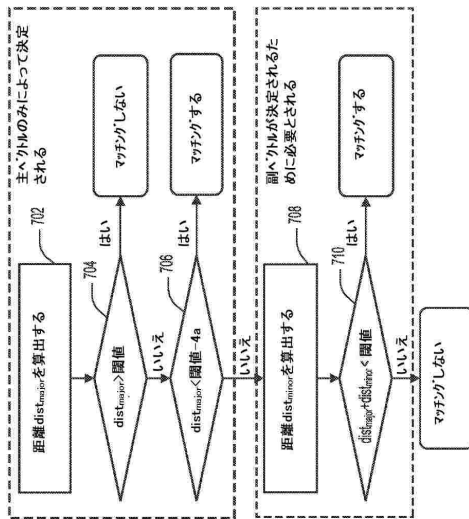 主ベクトルのみによって決定
される
702
距離distmajorを算出する
704
distmajor>閾値
はい
マッチングしない
いいえ
706
distmajor<閾値-4a
はい
マッチングする
いいえ
副ベクトルが決定されるた
めに必要とされる
708
距離distminorを算出する
710
distmajor+distminor<閾値
はい
マッチングする
いいえ
マッチングしない